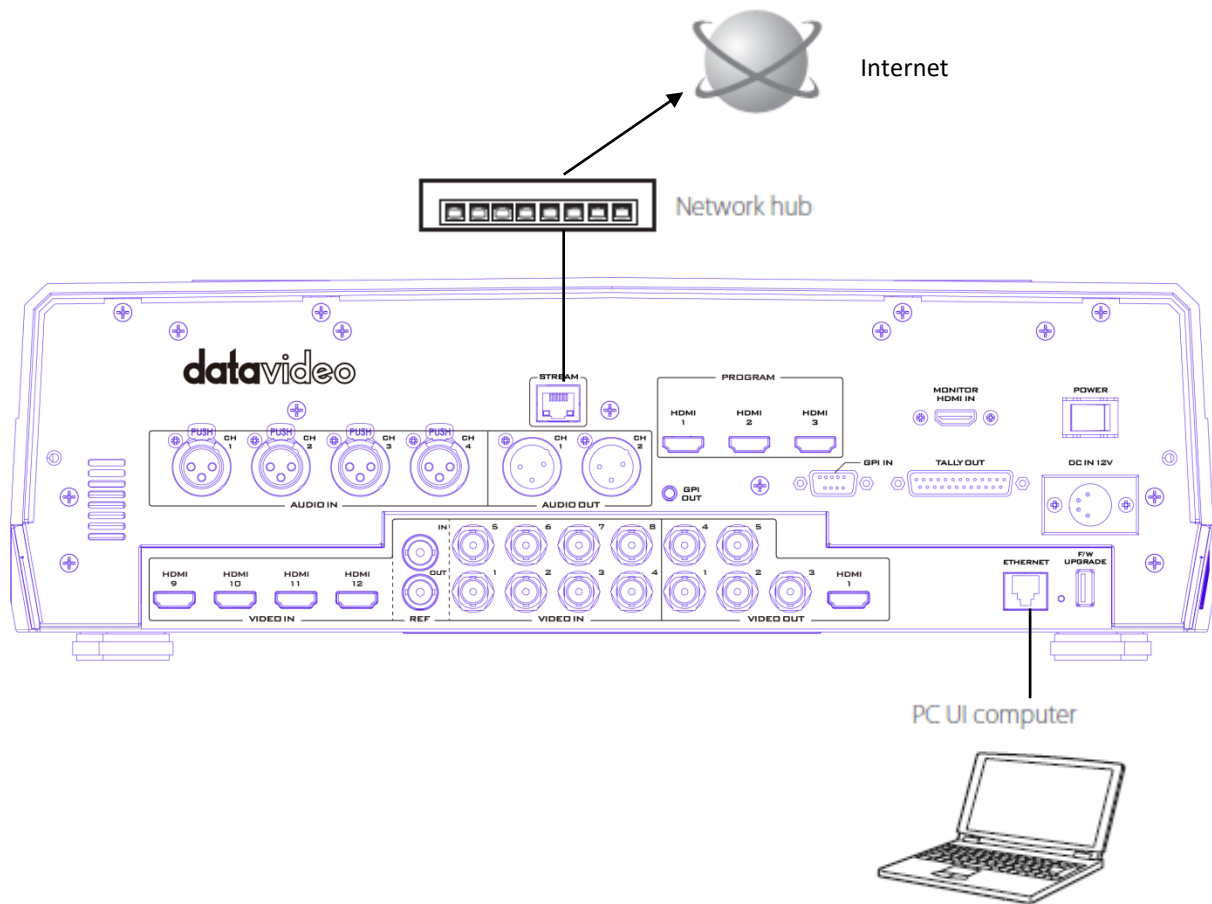 Internet
Network hub
datavideo
STREAM
PROGRAM
HDMI 1
HDMI 2
HDMI 3
MONITOR
HDMI IN
POWER
PUSH
CH 1
PUSH
CH 2
PUSH
CH 3
PUSH
CH 4
CH 1
CH 2
AUDIO IN
AUDIO OUT
GPI
OUT
GPI IN
TALLY OUT
DC IN 12V
HDMI 9
HDMI 10
HDMI 11
HDMI 12
VIDEO IN
IN
OUT
REF
5
6
7
8
1
2
3
4
VIDEO IN
4
5
1
2
3
HDMI 1
VIDEO OUT
ETHERNET
F/W
UPGRADE
PC UI computer